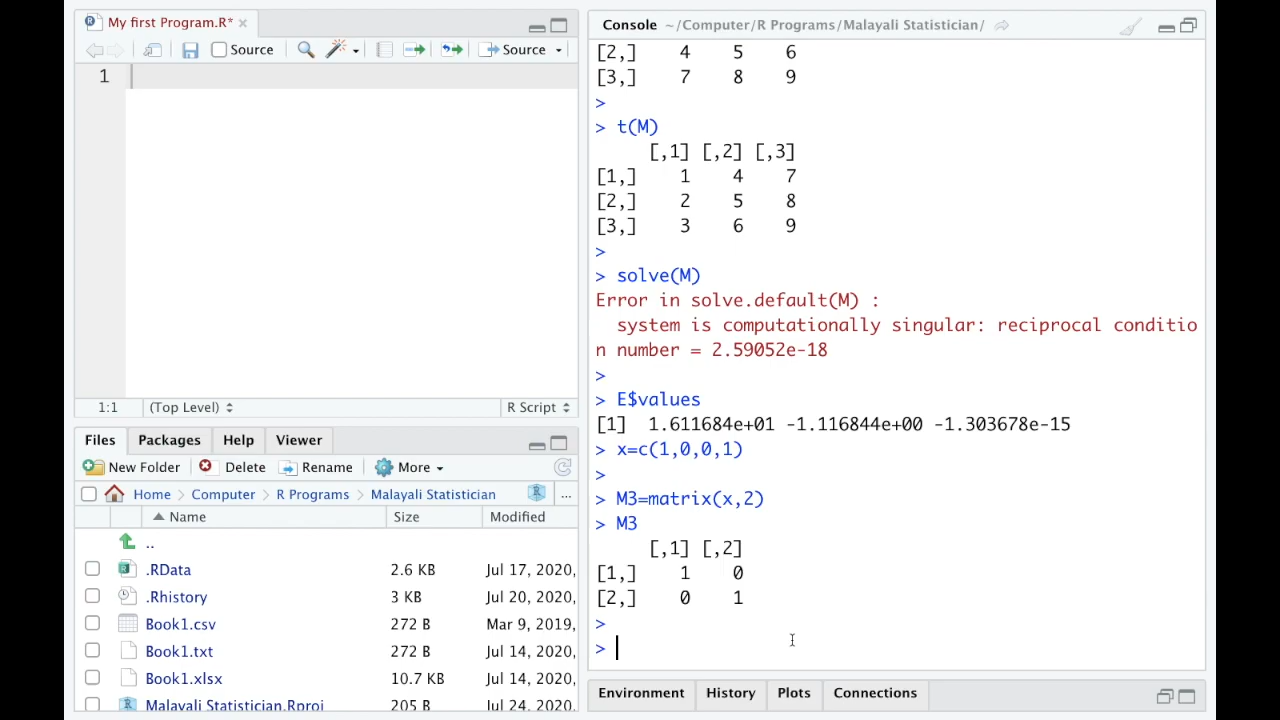 My first Program.R*
Source
Source
1
1:1 (Top Level) R Script
Files Packages Help Viewer
New Folder Delete Rename More
Home Computer R Programs Malayali Statistician ...
Name Size Modified
..
.RData 2.6 KB Jul 17, 2020,
.Rhistory 3 KB Jul 20, 2020,
Book1.csv 272 B Mar 9, 2019,
Book1.txt 272 B Jul 14, 2020,
Book1.xlsx 10.7 KB Jul 14, 2020,
Malayali Statistician.Rproj 205 B Jul 24, 2020,
Console ~/Computer/R Programs/Malayali Statistician/
[2,] 4 5 6
[3,] 7 8 9
>
> t(M)
[,1] [,2] [,3]
[1,] 1 4 7
[2,] 2 5 8
[3,] 3 6 9
>
> solve(M)
Error in solve.default(M) :
system is computationally singular: reciprocal conditio
n number = 2.59052e-18
>
> E$values
[1] 1.611684e+01 -1.116844e+00 -1.303678e-15
> x=c(1,0,0,1)
>
> M3=matrix(x,2)
> M3
[,1] [,2]
[1,] 1 0
[2,] 0 1
>
>
Environment History Plots Connections